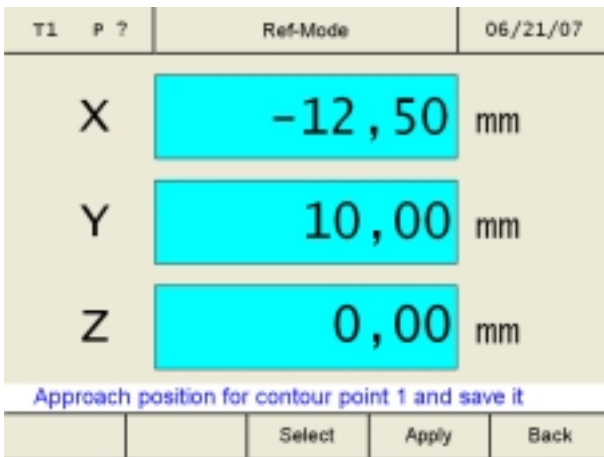 T1 P ? Ref-Mode 06/21/07
X -12,50 mm
Y 10,00 mm
Z 0,00 mm
Approach position for contour point 1 and save it
Select Apply Back